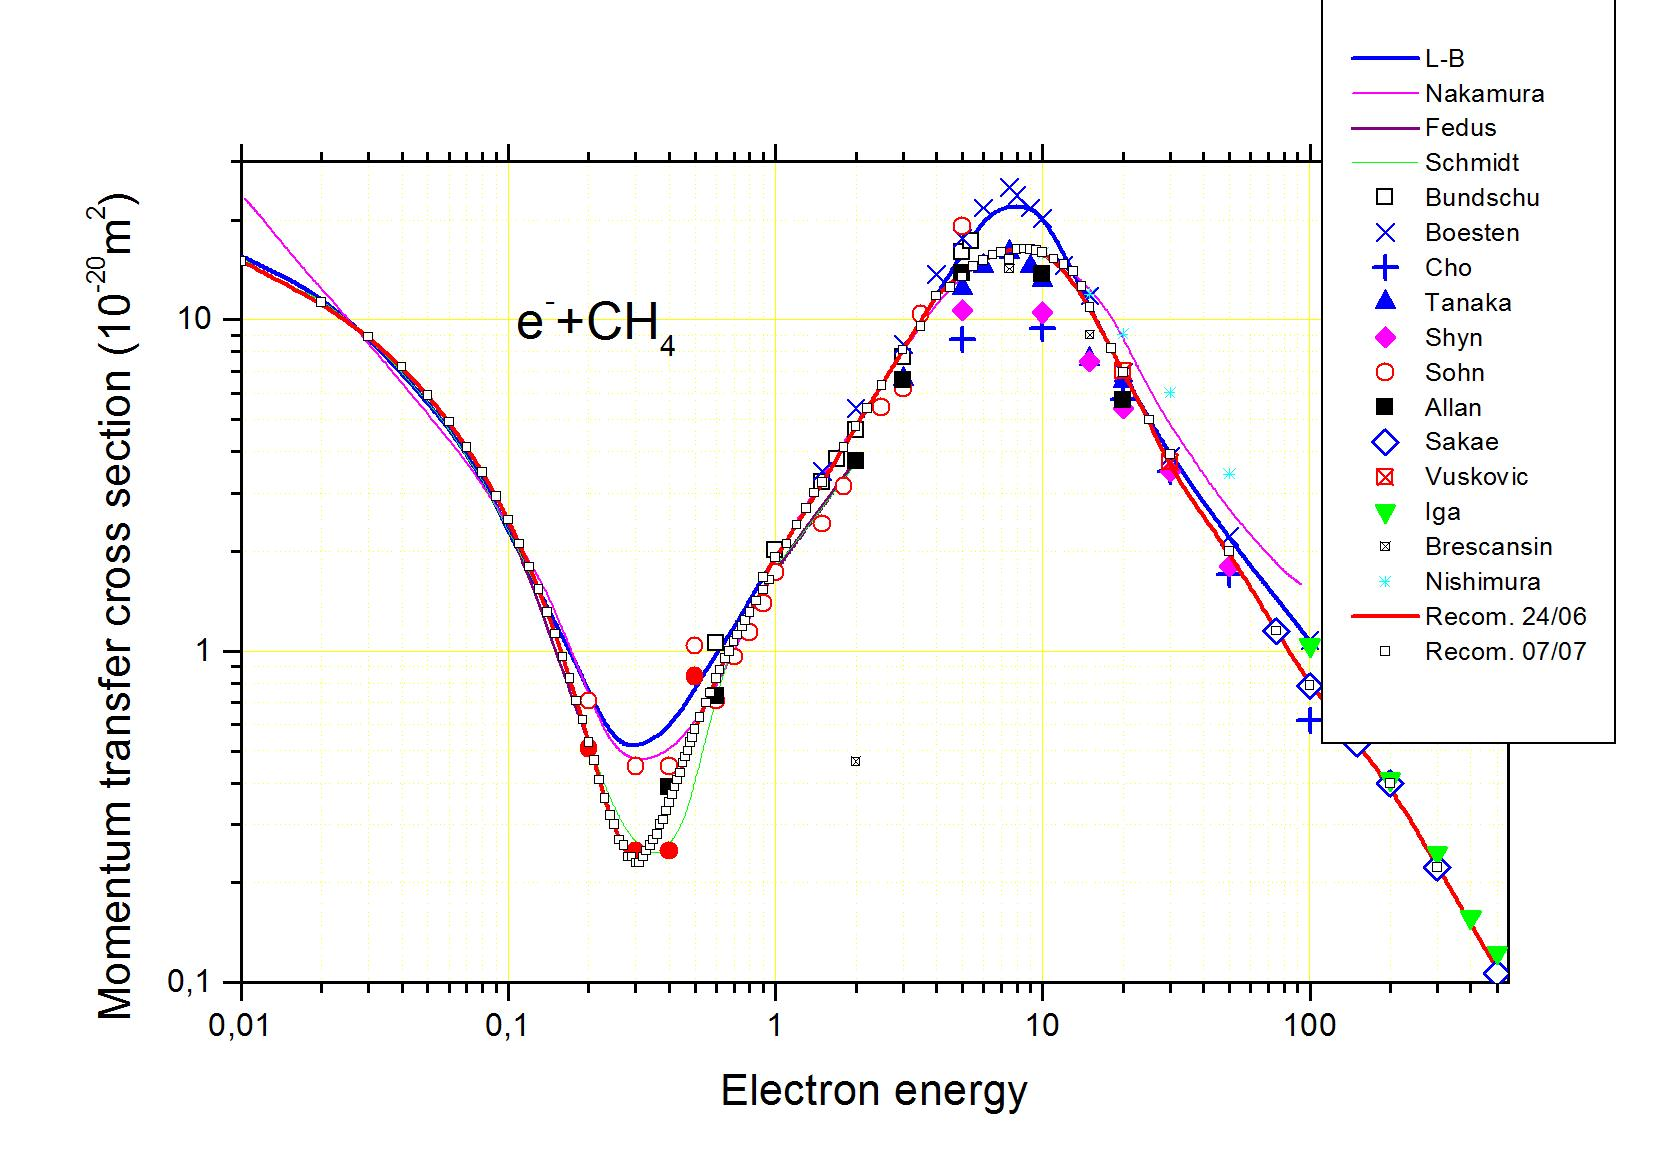 L-B
Nakamura
Fedus
Schmidt
Bundschu
Boesten
Cho
Tanaka
Shyn
Sohn
Allan
Sakae
Vuskovic
Iga
Brescansin
Nishimura
Recom. 24/06
Recom. 07/07
e⁻+CH₄
Momentum transfer cross section (10⁻²⁰m²)
10
1
0,1
0,01 0,1 1 10 100
Electron energy